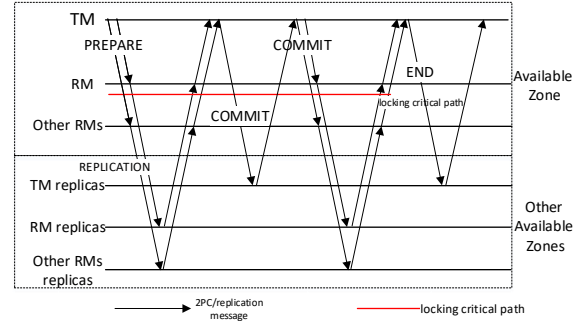 TM
PREPARE
COMMIT
RM
END
locking critical path
Available
Zone
COMMIT
Other RMs
REPLICATION
TM replicas
RM replicas
Other
Available
Zones
Other RMs
replicas
2PC/replication
message
locking critical path